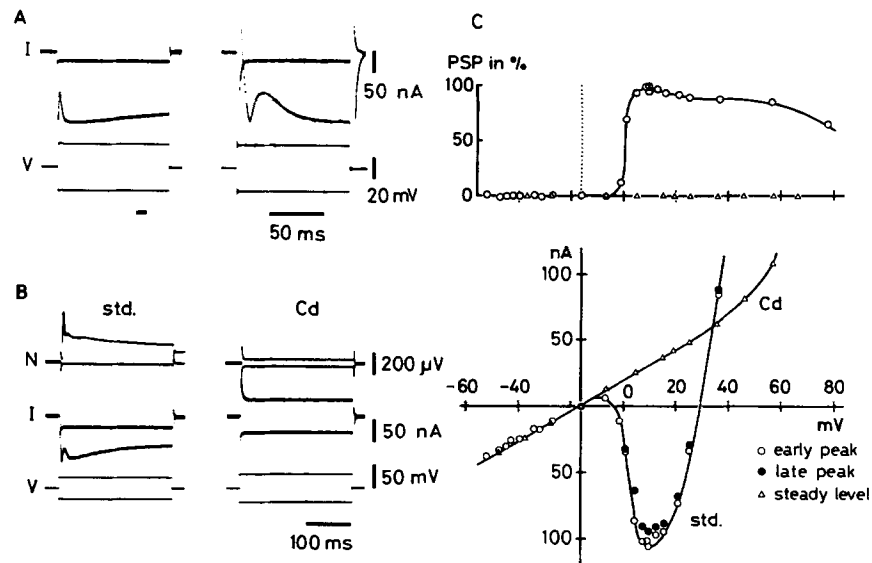 A
I
50 nA
V
20 mV
50 ms
B
std.
Cd
N
200 µV
I
50 nA
V
50 mV
100 ms
C
PSP in %
100
50
0
nA
100
50
Cd
-60 -40 0 20 40 60 80
mV
50
100
std.
○ early peak
● late peak
△ steady level